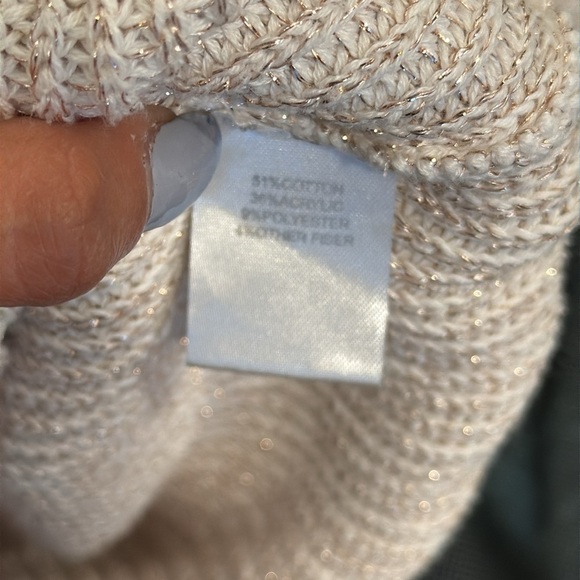 51%COTTON
36%ACRYLIC
9%POLYESTER
4%OTHER FIBER